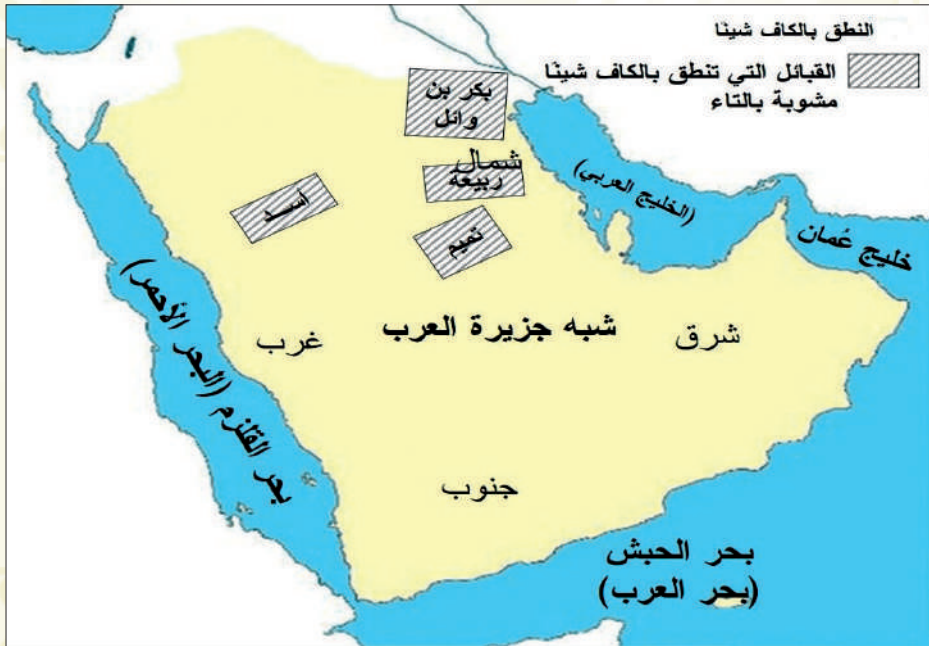 النطق بالكاف شينًا
القبائل التي تنطق بالكاف شينًا
مشوبة بالتاء
بكر بن
وائل
شمال
ربيعة
أسد
تميم
(الخليج العربي)
خليج عُمان
شبه جزيرة العرب
شرق
غرب
بحر القلزم (البحر الأحمر)
جنوب
بحر الحبش
(بحر العرب)